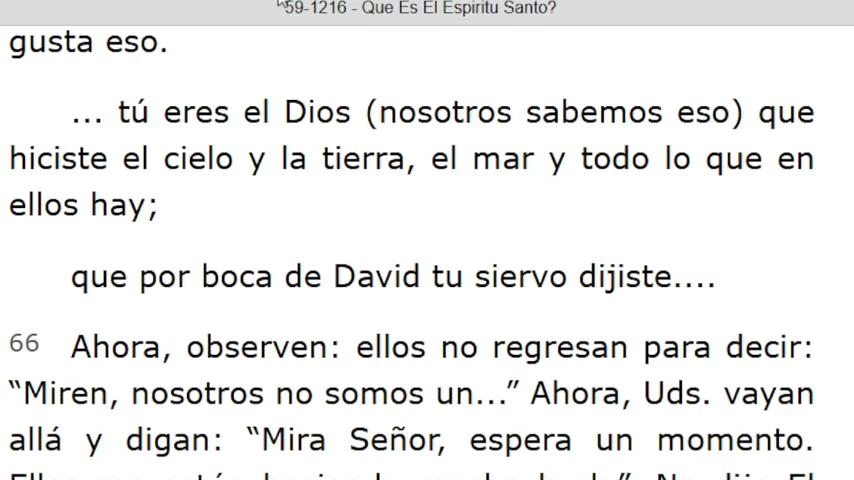 59-1216 - Que Es El Espiritu Santo?
gusta eso.
... tú eres el Dios (nosotros sabemos eso) que
hiciste el cielo y la tierra, el mar y todo lo que en
ellos hay;
que por boca de David tu siervo dijiste....
66 Ahora, observen: ellos no regresan para decir:
“Miren, nosotros no somos un...” Ahora, Uds. vayan
allá y digan: “Mira Señor, espera un momento.